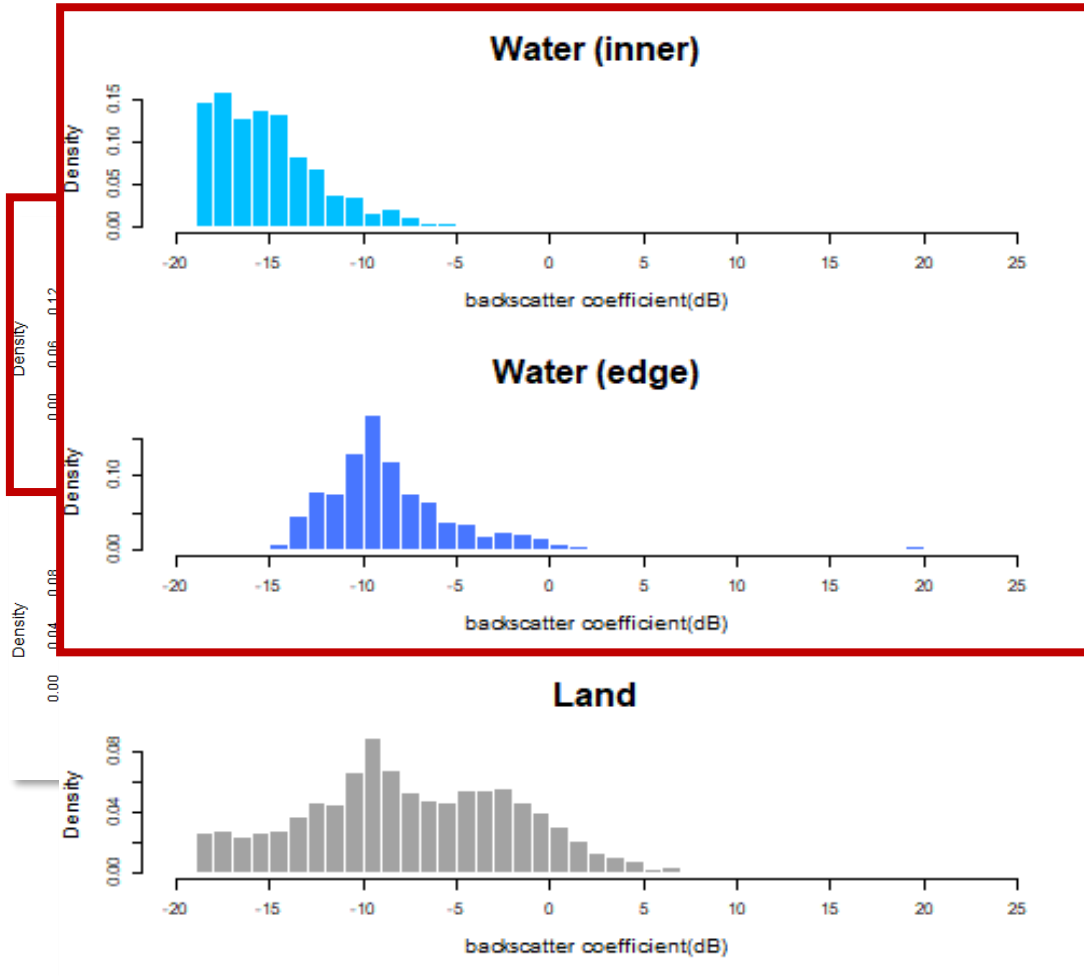 Water (inner)
Density
0.00 0.05 0.10 0.15
-20 -15 -10 -5 0 5 10 15 20 25
backscatter coefficient(dB)
Water (edge)
Density
0.00 0.10
-20 -15 -10 -5 0 5 10 15 20 25
backscatter coefficient(dB)
Land
Density
0.00 0.04 0.08
-20 -15 -10 -5 0 5 10 15 20 25
backscatter coefficient(dB)
Density
0.00 0.06 0.12
Density
0.00 0.04 0.08